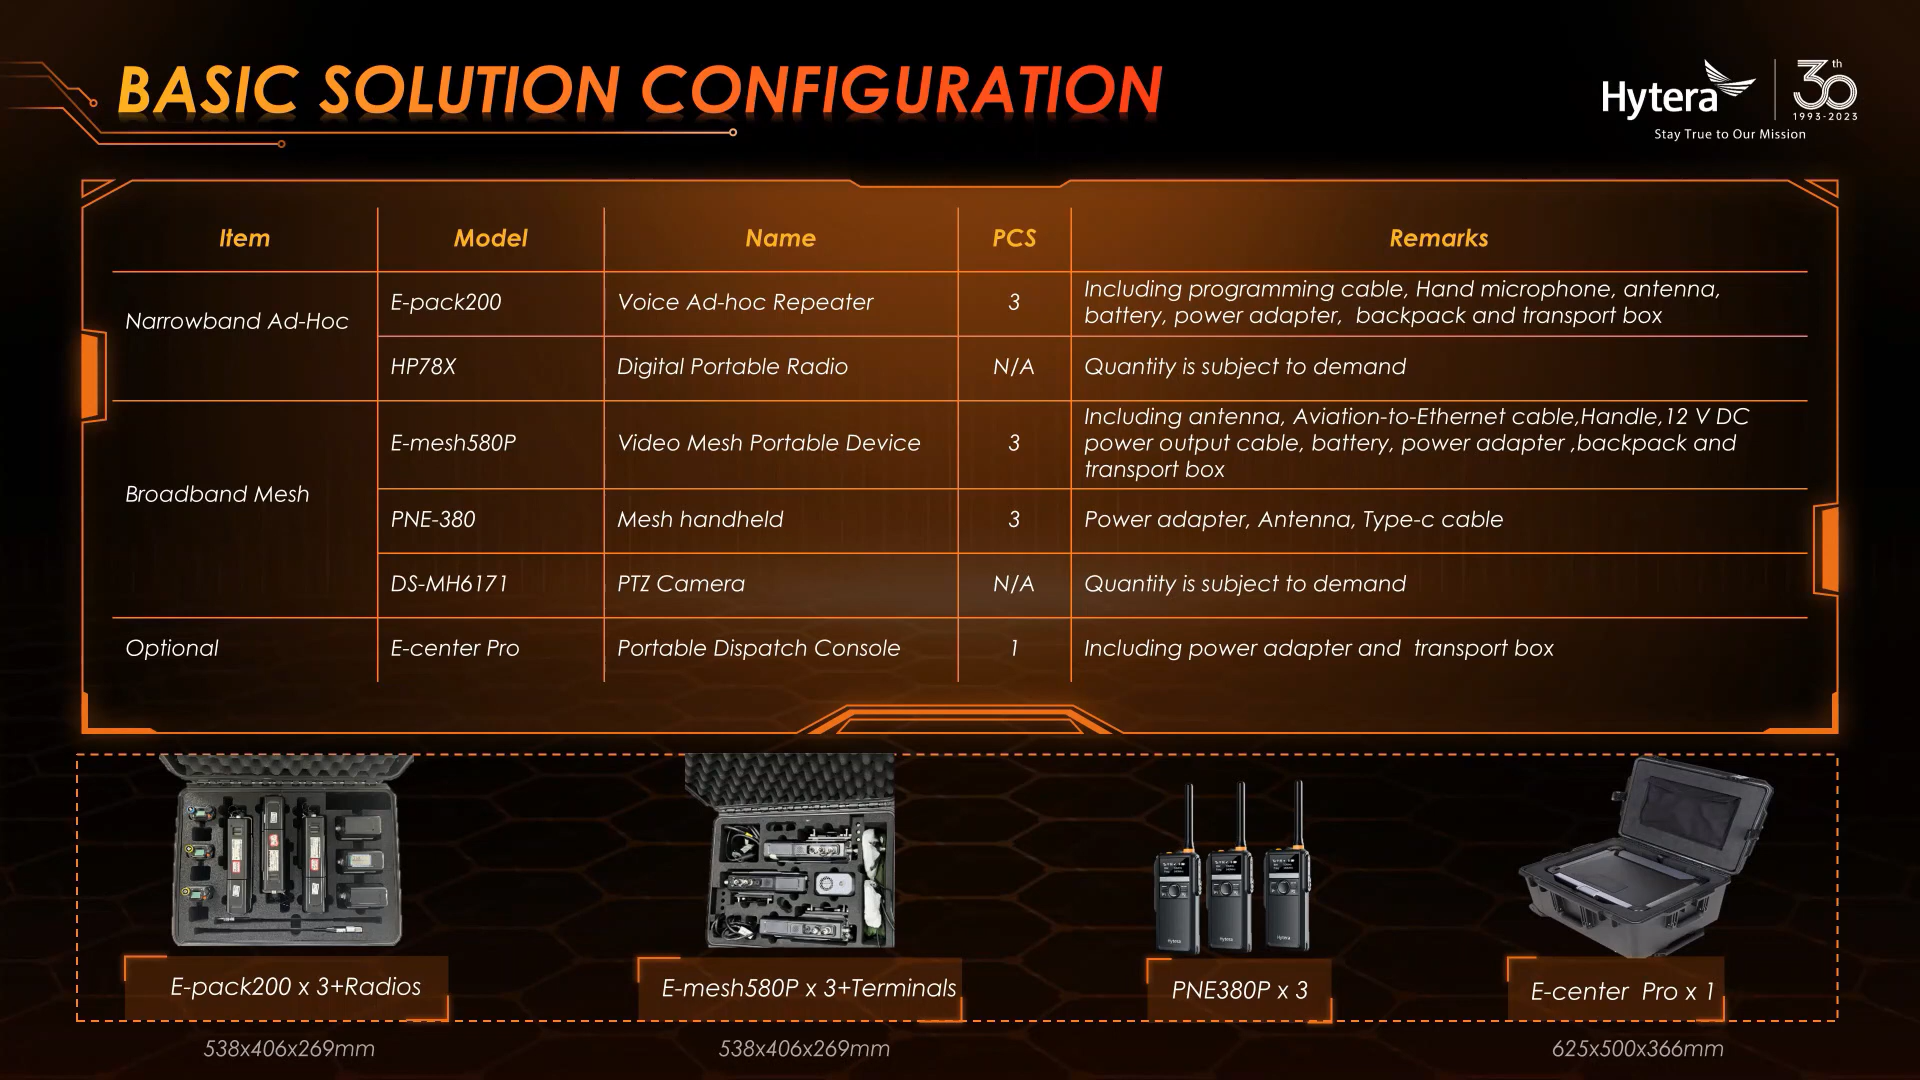 BASIC SOLUTION CONFIGURATION
Hytera
30th
1993-2023
Stay True to Our Mission
Item Model Name PCS Remarks
Narrowband Ad-Hoc
E-pack200 Voice Ad-hoc Repeater 3
Including programming cable, Hand microphone, antenna,
battery, power adapter,  backpack and transport box
HP78X Digital Portable Radio N/A Quantity is subject to demand
Broadband Mesh
E-mesh580P Video Mesh Portable Device 3
Including antenna, Aviation-to-Ethernet cable,Handle,12 V DC
power output cable, battery, power adapter ,backpack and
transport box
PNE-380 Mesh handheld 3 Power adapter, Antenna, Type-c cable
DS-MH6171 PTZ Camera N/A Quantity is subject to demand
Optional E-center Pro Portable Dispatch Console 1 Including power adapter and  transport box
Hytera Hytera Hytera
E-pack200 x 3+Radios
E-mesh580P x 3+Terminals
PNE380P x 3
E-center  Pro x 1
538x406x269mm
538x406x269mm
625x500x366mm